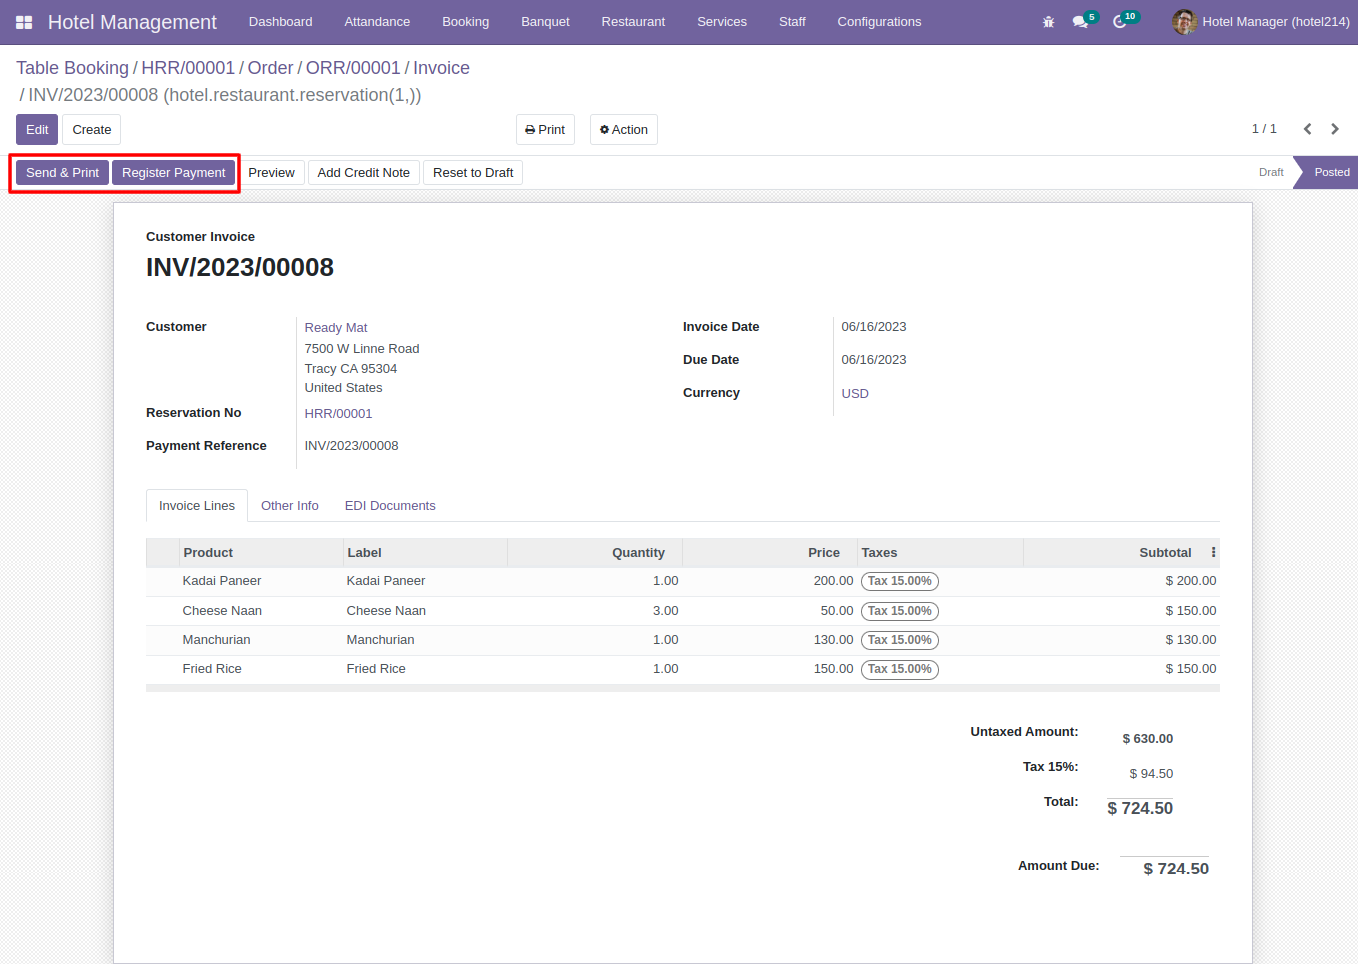 Hotel Management Dashboard Attandance Booking Banquet Restaurant Services Staff Configurations 5 10 Hotel Manager (hotel214)
Table Booking / HRR/00001 / Order / ORR/00001 / Invoice
/ INV/2023/00008 (hotel.restaurant.reservation(1,))
Edit Create Print Action 1 / 1
Send & Print Register Payment Preview Add Credit Note Reset to Draft Draft Posted
Customer Invoice
INV/2023/00008
Customer Ready Mat Invoice Date 06/16/2023
7500 W Linne Road
Tracy CA 95304 Due Date 06/16/2023
United States Currency USD
Reservation No HRR/00001
Payment Reference INV/2023/00008
Invoice Lines Other Info EDI Documents
Product Label Quantity Price Taxes Subtotal
Kadai Paneer Kadai Paneer 1.00 200.00 Tax 15.00% $ 200.00
Cheese Naan Cheese Naan 3.00 50.00 Tax 15.00% $ 150.00
Manchurian Manchurian 1.00 130.00 Tax 15.00% $ 130.00
Fried Rice Fried Rice 1.00 150.00 Tax 15.00% $ 150.00
Untaxed Amount: $ 630.00
Tax 15%: $ 94.50
Total: $ 724.50
Amount Due: $ 724.50